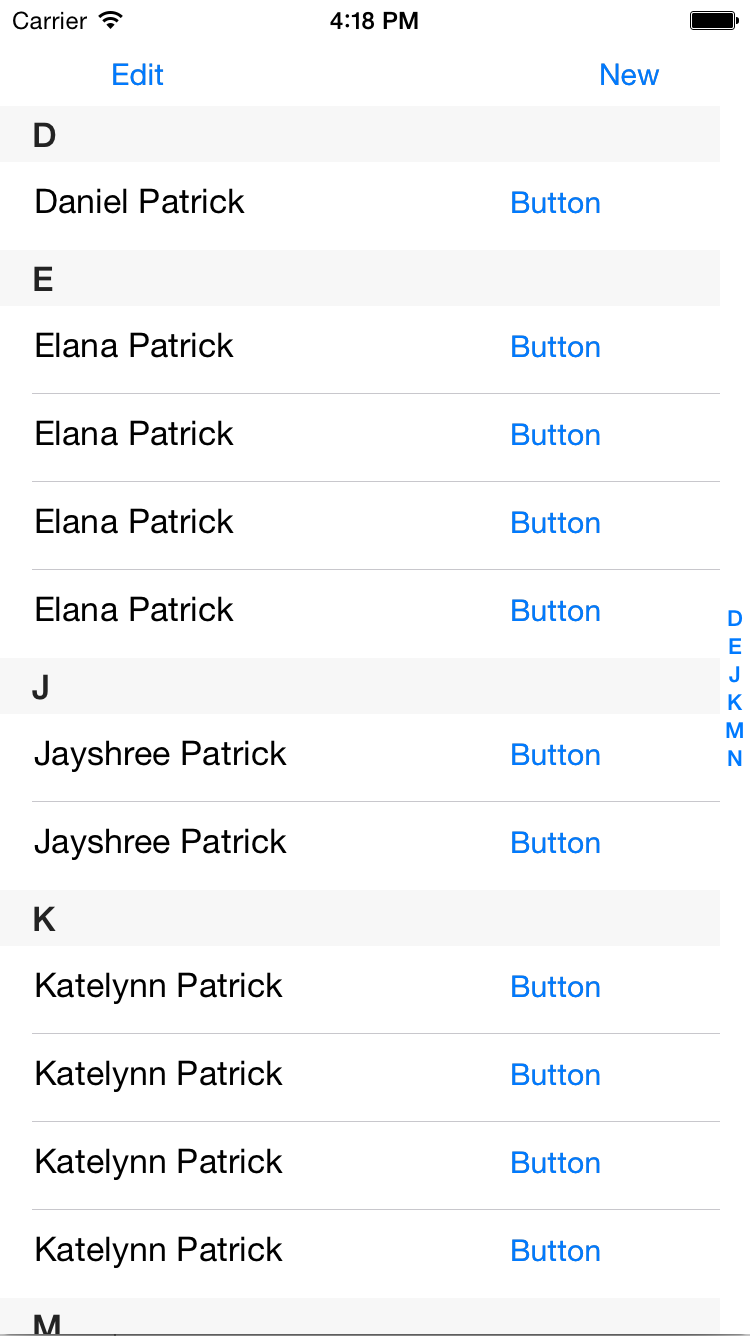 Carrier 4:18 PM
Edit New
D
Daniel Patrick Button
E
Elana Patrick Button
Elana Patrick Button
Elana Patrick Button
Elana Patrick Button
J
Jayshree Patrick Button
Jayshree Patrick Button
K
Katelynn Patrick Button
Katelynn Patrick Button
Katelynn Patrick Button
Katelynn Patrick Button
M
D
E
J
K
M
N